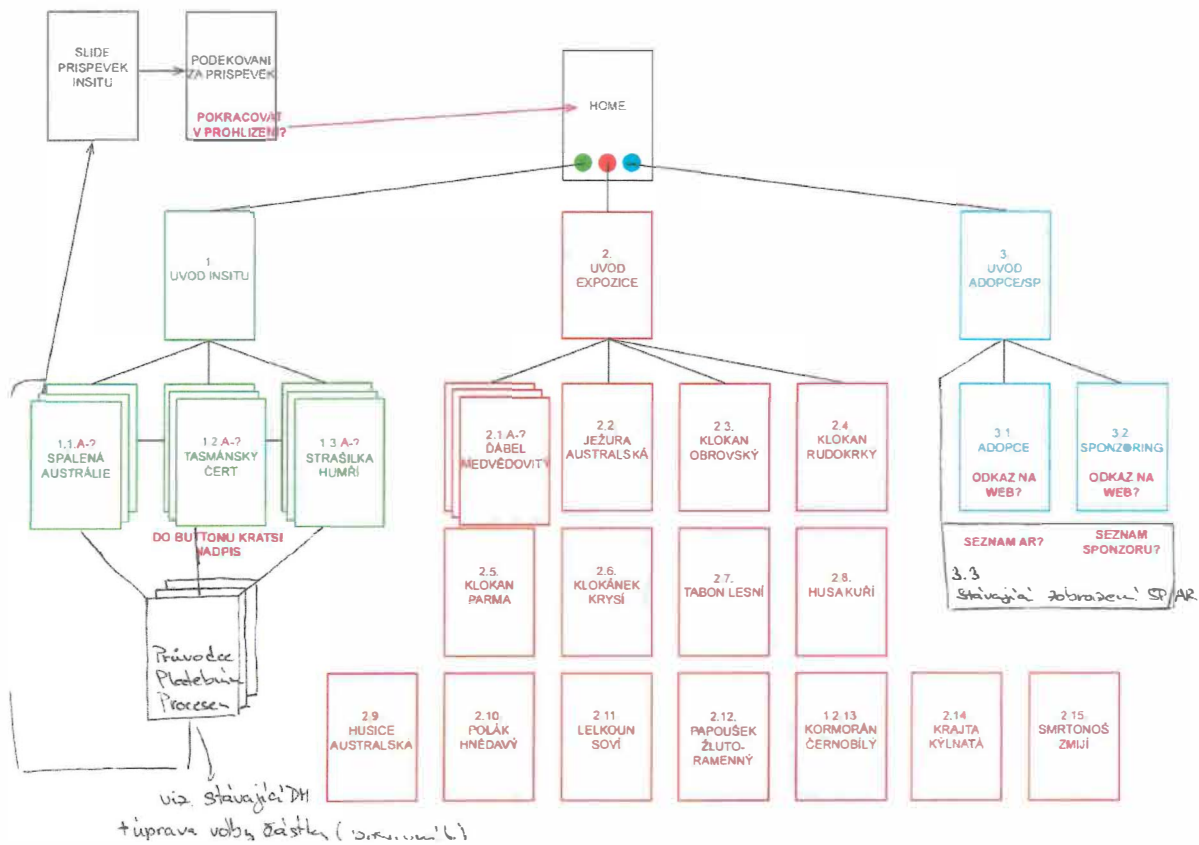 SLIDE
PRISPEVEK
INSITU
PODEKOVANI
ZA PRISPEVEK
POKRACOVAT
V PROHLIZENI?
HOME
1.
UVOD INSITU
2.
UVOD
EXPOZICE
3.
UVOD
ADOPCE/SP
1.1.A-?
SPALENÁ
AUSTRÁLIE
1.2.A-?
TASMÁNSKÝ
ČERT
1.3.A-?
STRAŠILKA
HUMŘÍ
DO BUTTONU KRATSI
NADPIS
2.1.A-?
ĎÁBEL
MEDVĚDOVITÝ
2.2.
JEŽURA
AUSTRALSKÁ
2.3.
KLOKAN
OBROVSKÝ
2.4.
KLOKAN
RUDOKRKÝ
3.1.
ADOPCE
ODKAZ NA
WEB?
3.2.
SPONZORING
ODKAZ NA
WEB?
2.5.
KLOKAN
PARMA
2.6.
KLOKÁNEK
KRYSÍ
2.7.
TABON LESNÍ
2.8.
HUSA KUŘÍ
SEZNAM AR?
SEZNAM
SPONZORU?
3.3
Stávající zobrazení SP/AR
Průvodce
Platebním
Procesem
2.9.
HUSICE
AUSTRALSKA
2.10.
POLÁK
HNĚDAVÝ
2.11.
LELKOUN
SOVÍ
2.12.
PAPOUŠEK
ŽLUTO-
RAMENNÝ
1.2.13.
KORMORÁN
ČERNOBÍLÝ
2.14.
KRAJTA
KÝLNATÁ
2.15.
SMRTONOŠ
ZMIJÍ
viz. stávající DM
+ úprava volby částky (